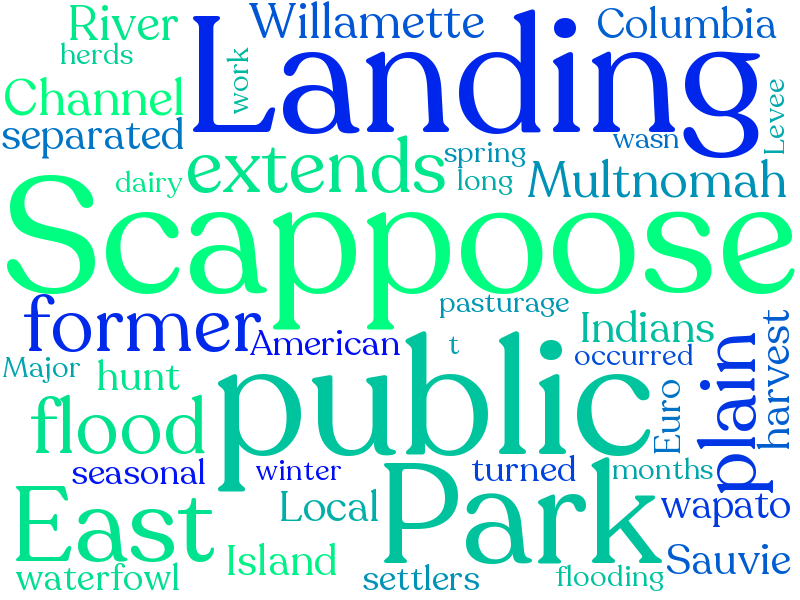 River
Willamette
Columbia
herds
work
Landing
Channel
Levee
separated
wasn
extends
spring
dairy
long
Multnomah
Scappoose
pasturage
former
American
t
Indians
harvest
occurred
plain
Major
hunt
public
Euro
flood
seasonal
winter
turned
months
East
Local
Park
wapato
Island
Sauvie
waterfowl
settlers
flooding